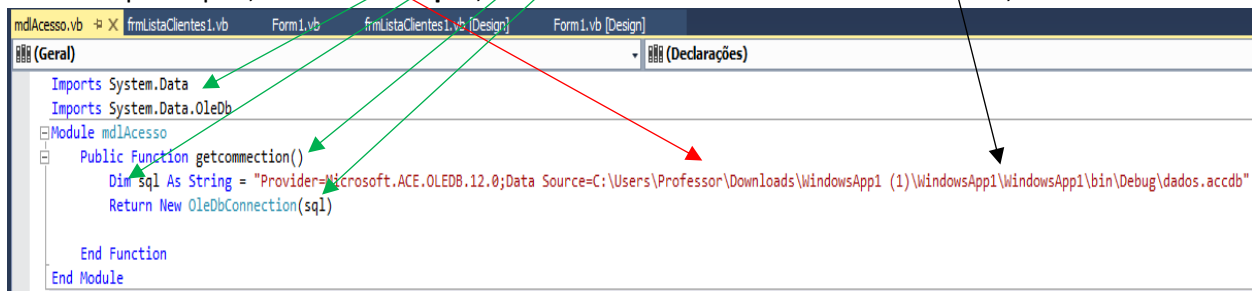 mdlAcesso.vb frmListaClientes1.vb Form1.vb frmListaClientes1.vb [Design] Form1.vb [Design]
(Geral) (Declarações)
Imports System.Data
Imports System.Data.OleDb
Module mdlAcesso
Public Function getcommection()
Dim sql As String = "Provider=Microsoft.ACE.OLEDB.12.0;Data Source=C:\Users\Professor\Downloads\WindowsApp1 (1)\WindowsApp1\WindowsApp1\bin\Debug\dados.accdb"
Return New OleDbConnection(sql)
End Function
End Module